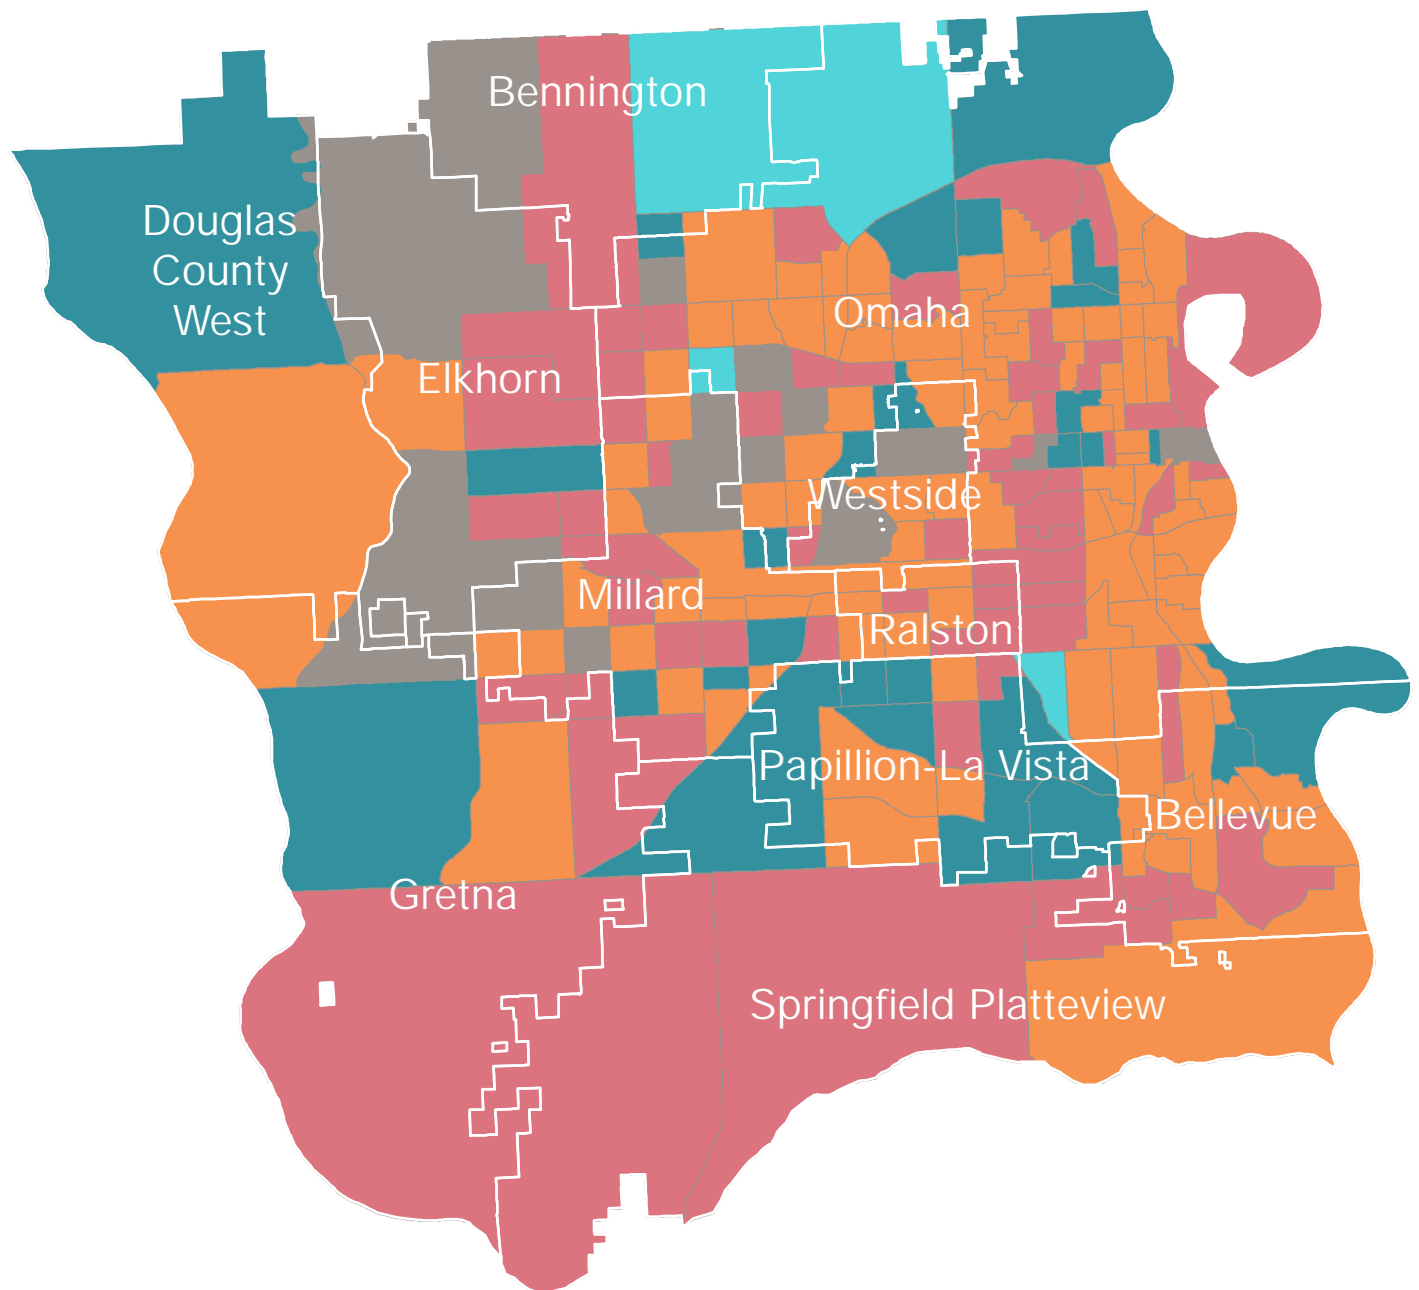 Bennington
Douglas
County
West
Omaha
Elkhorn
Westside
Millard
Ralston
Papillion-La Vista
Bellevue
Gretna
Springfield Platteview